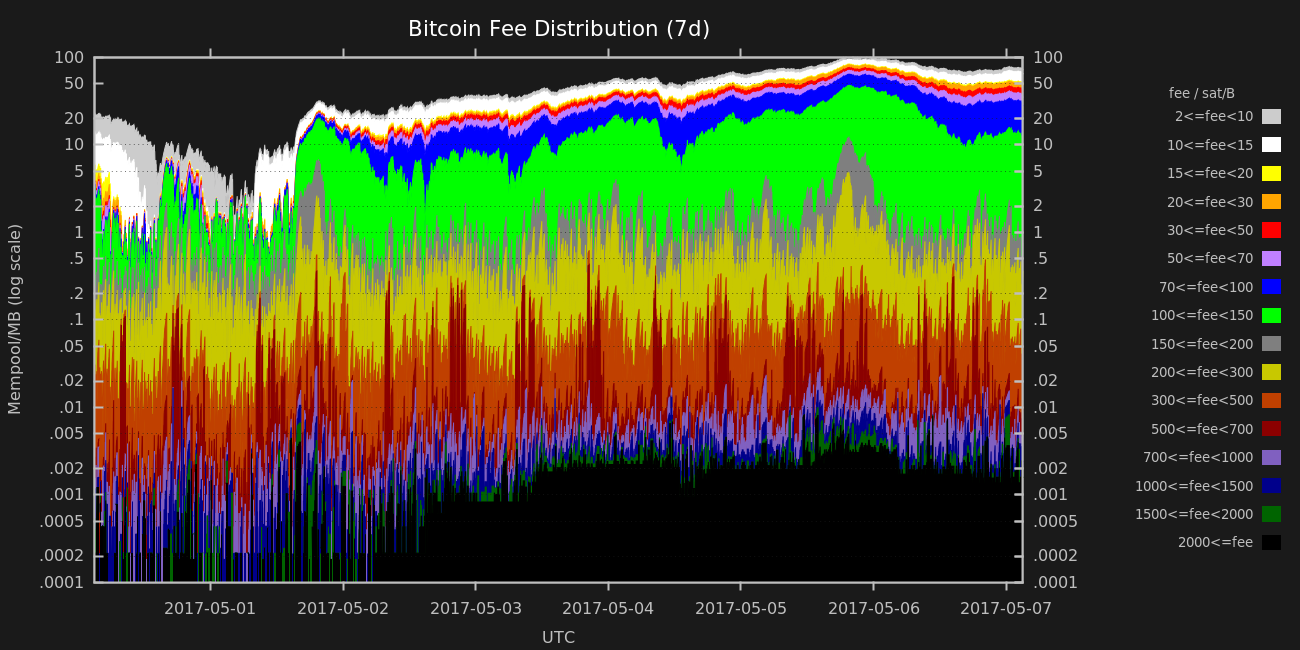 Bitcoin Fee Distribution (7d)
100
50
20
10
5
2
1
.5
.2
.1
.05
.02
.01
.005
.002
.001
.0005
.0002
.0001
Mempool/MB (log scale)
100
50
20
10
5
2
1
.5
.2
.1
.05
.02
.01
.005
.002
.001
.0005
.0002
.0001
2017-05-01 2017-05-02 2017-05-03 2017-05-04 2017-05-05 2017-05-06 2017-05-07
UTC
fee / sat/B
2<=fee<10
10<=fee<15
15<=fee<20
20<=fee<30
30<=fee<50
50<=fee<70
70<=fee<100
100<=fee<150
150<=fee<200
200<=fee<300
300<=fee<500
500<=fee<700
700<=fee<1000
1000<=fee<1500
1500<=fee<2000
2000<=fee